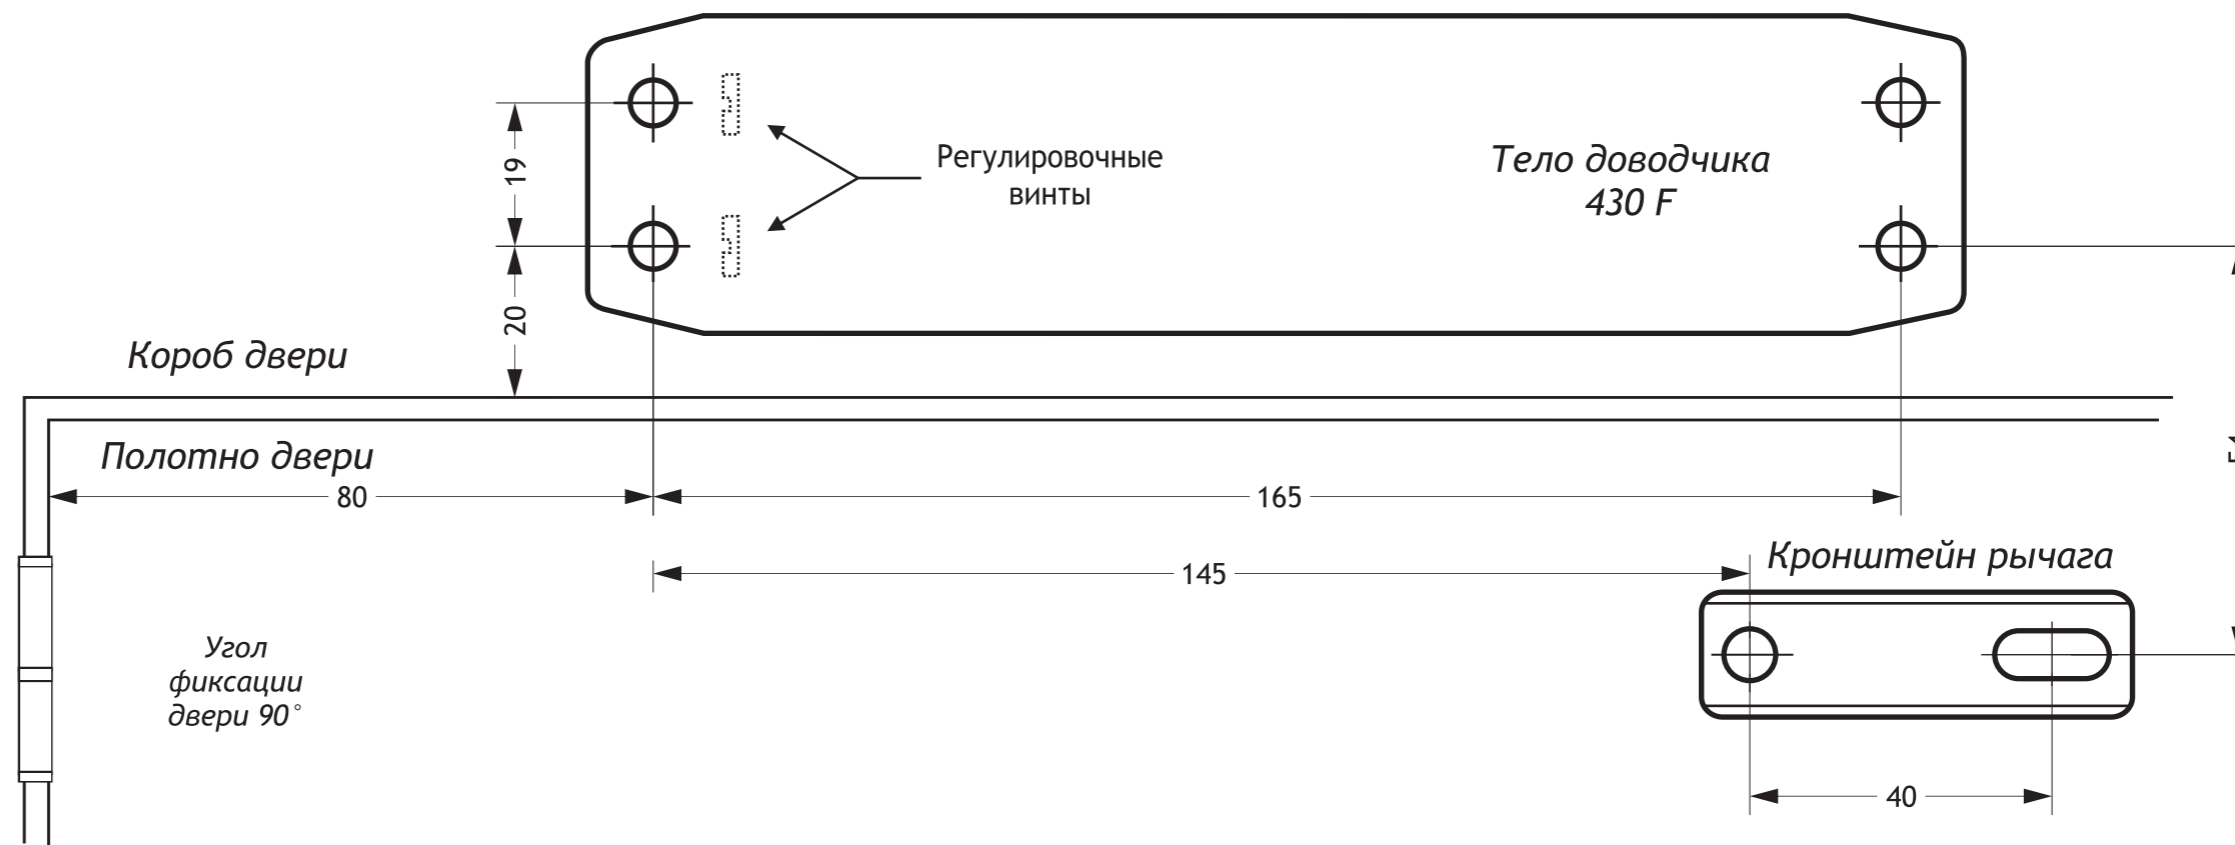 19
Регулировочные
винты
Тело доводчика
430 F
20
Короб двери
Полотно двери
80
165
145
Кронштейн рычага
Угол
фиксации
двери 90°
40